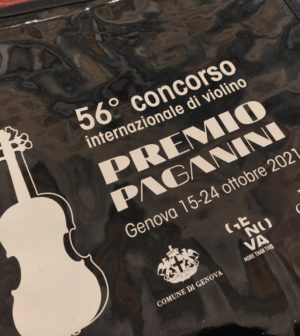 56° concorso
internazionale di violino
PREMIO
PAGANINI
Genova 15-24 ottobre 2021
COMUNE DI GENOVA
GENOVA
MORE THAN THIS